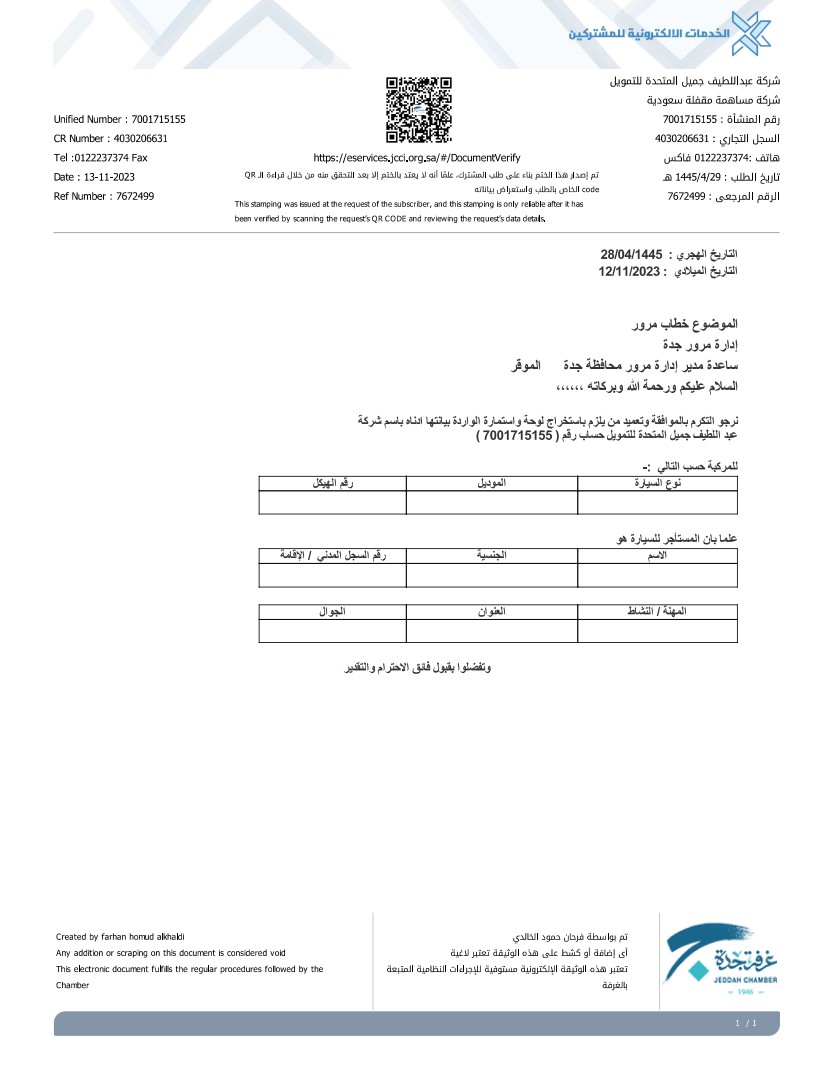 الخدمات الالكترونية للمشتركين
شركة عبداللطيف جميل المتحدة للتمويل
شركة مساهمة مقفلة سعودية
رقم المنشأة : 7001715155
السجل التجاري : 4030206631
هاتف :0122237374 فاكس
تاريخ الطلب : 1445/4/29 هـ
الرقم المرجعى : 7672499
https://eservices.jcci.org.sa/#/DocumentVerify
تم إصدار هذا الختم بناء على طلب المشترك، علمًا أنه لا يعتد بالختم إلا بعد التحقق منه من خلال قراءة الـ QR
code الخاص بالطلب واستعراض بياناته
This stamping was issued at the request of the subscriber, and this stamping is only reliable after it has
been verified by scanning the request's QR CODE and reviewing the request's data details.
Unified Number : 7001715155
CR Number : 4030206631
Tel :0122237374 Fax
Date : 13-11-2023
Ref Number : 7672499
التاريخ الهجري : 28/04/1445
التاريخ الميلادي : 12/11/2023
الموضوع خطاب مرور
إدارة مرور جدة
ساعدة مدير إدارة مرور محافظة جدة الموقر
السلام عليكم ورحمة الله وبركاته ،،،،،،
نرجو التكرم بالموافقة وتعميد من يلزم باستخراج لوحة واستمارة الواردة بيانتها ادناه باسم شركة
عبد اللطيف جميل المتحدة للتمويل حساب رقم ( 7001715155 )
للمركبة حسب التالي :-
نوع السيارة الموديل رقم الهيكل
علما بان المستأجر للسيارة هو
الاسم الجنسية رقم السجل المدني / الإقامة
المهنة / النشاط العنوان الجوال
وتفضلوا بقبول فائق الاحترام والتقدير
غرفة جدة
JEDDAH CHAMBER
1946
تم بواسطة فرحان حمود الخالدي
أى إضافة أو كشط على هذه الوثيقة تعتبر لاغية
تعتبر هذه الوثيقة الإلكترونية مستوفية للإجراءات النظامية المتبعة
بالغرفة
Created by farhan homud alkhaldi
Any addition or scraping on this document is considered void
This electronic document fulfills the regular procedures followed by the
Chamber
1 / 1